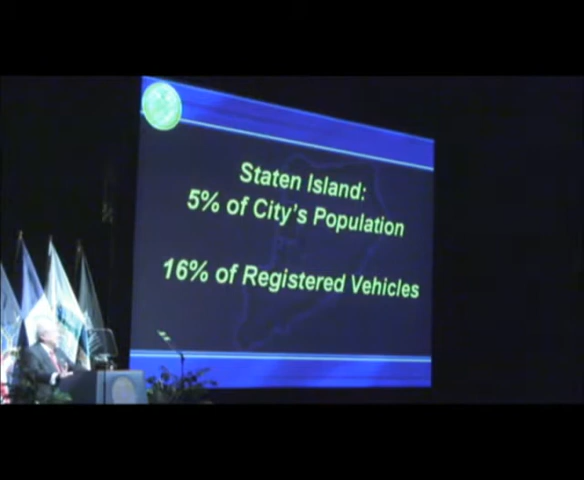 Staten Island:
5% of City's Population
16% of Registered Vehicles